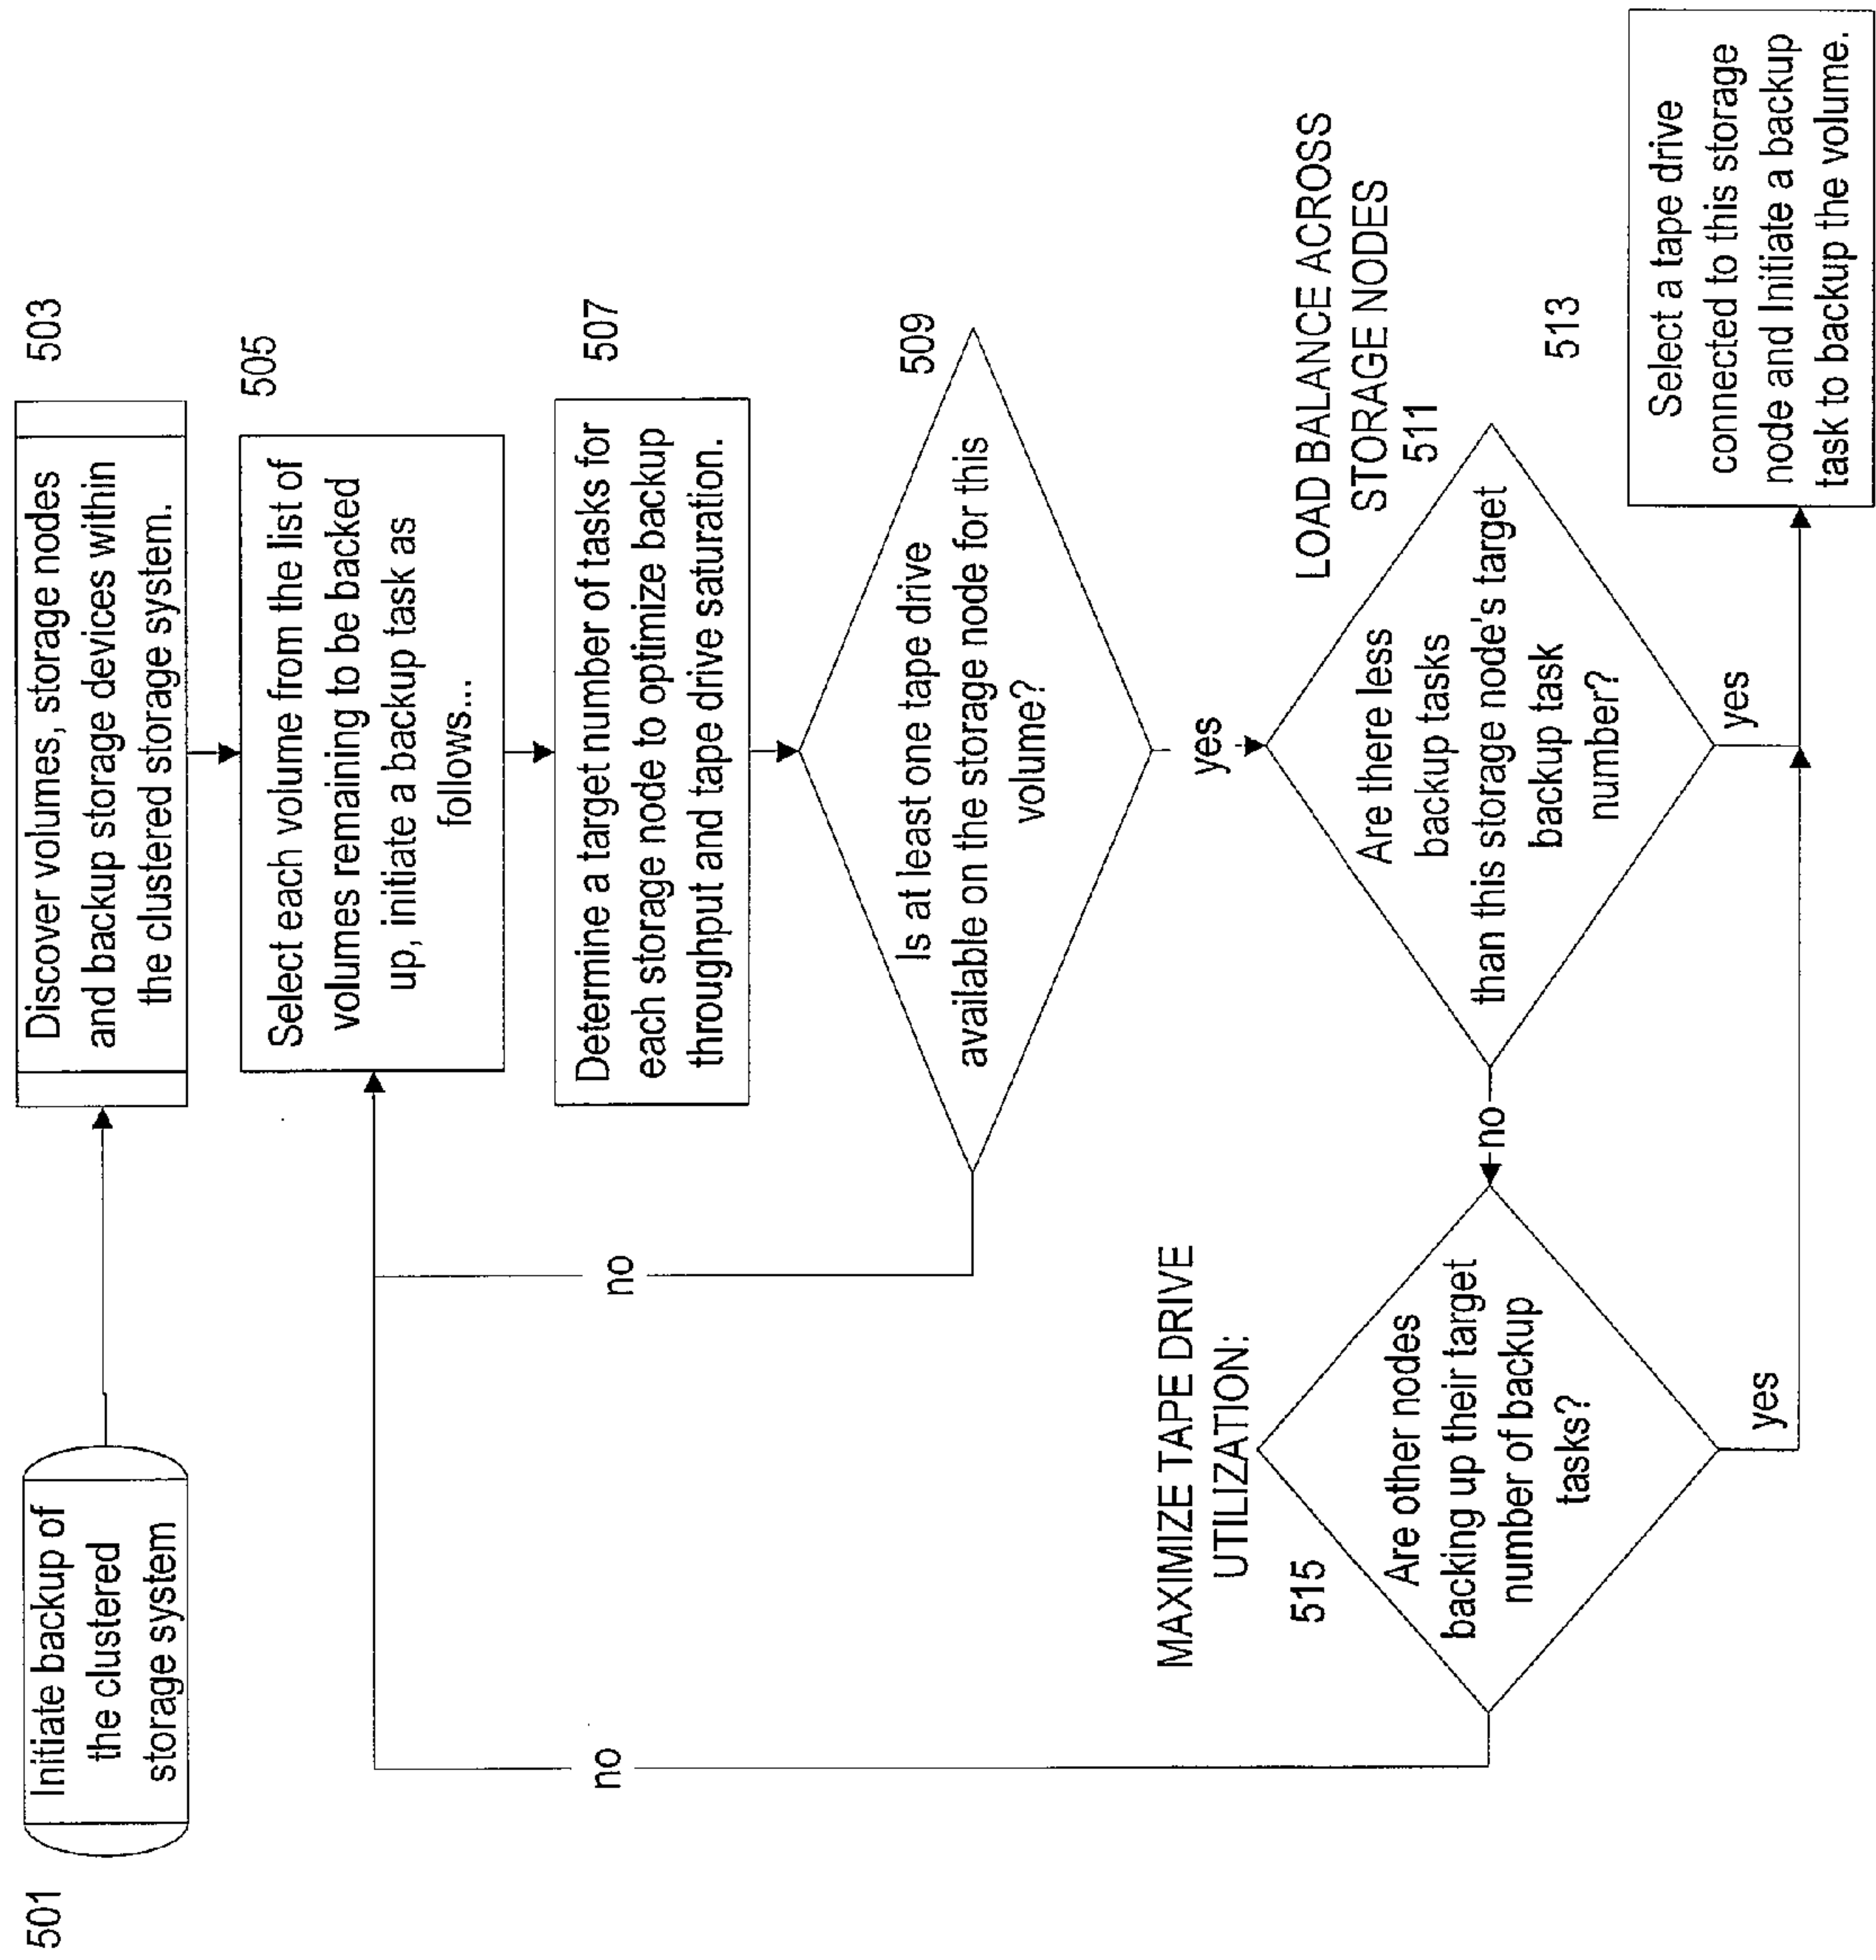 501
Initiate backup of
the clustered
storage system
503
Discover volumes, storage nodes
and backup storage devices within
the clustered storage system.
505
Select each volume from the list of
volumes remaining to be backed
up, initiate a backup task as
follows...
507
Determine a target number of tasks for
each storage node to optimize backup
throughput and tape drive saturation.
509
Is at least one tape drive
available on the storage node for this
volume?
no
yes
LOAD BALANCE ACROSS
STORAGE NODES
511
Are there less
backup tasks
than this storage node's target
backup task
number?
no
yes
MAXIMIZE TAPE DRIVE
UTILIZATION:
515
Are other nodes
backing up their target
number of backup
tasks?
no
yes
513
Select a tape drive
connected to this storage
node and Initiate a backup
task to backup the volume.